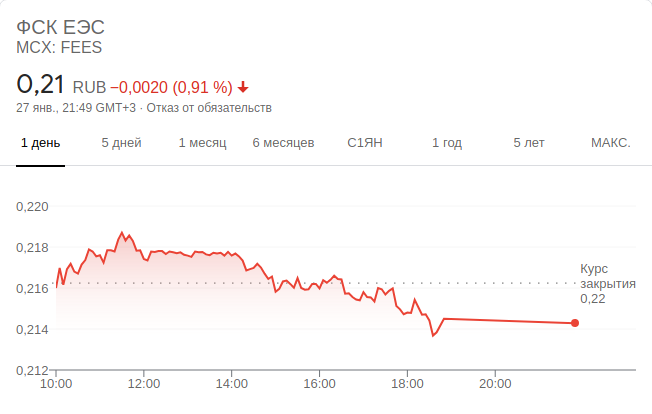 ФСК ЕЭС
MCX: FEES
0,21 RUB −0,0020 (0,91 %) 🡇
27 янв., 21:49 GMT+3 · Отказ от обязательств
1 день 5 дней 1 месяц 6 месяцев С1ЯН 1 год 5 лет МАКС.
0,220
0,218
0,216
0,214
0,212
Курс
закрытия
0,22
10:00 12:00 14:00 16:00 18:00 20:00